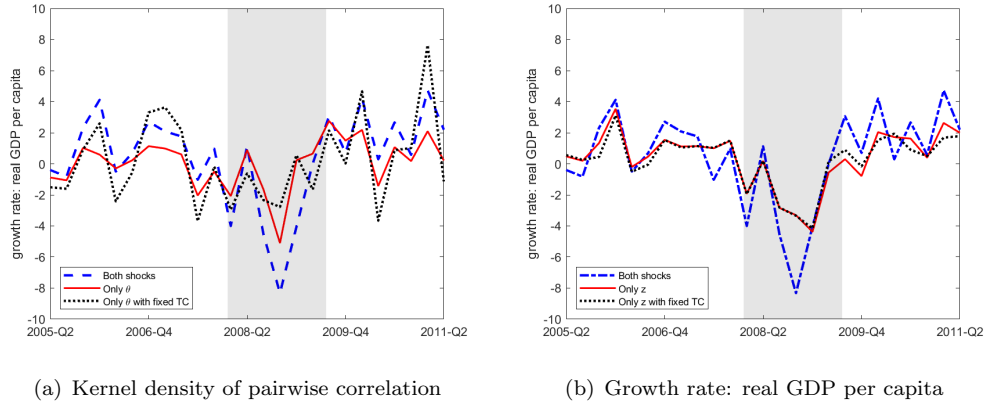 10
8
6
4
2
0
-2
-4
-6
-8
-10
growth rate: real GDP per capita
Both shocks
Only θ
Only θ with fixed TC
2005-Q2 2006-Q4 2008-Q2 2009-Q4 2011-Q2
(a) Kernel density of pairwise correlation
10
8
6
4
2
0
-2
-4
-6
-8
-10
growth rate: real GDP per capita
Both shocks
Only z
Only z with fixed TC
2005-Q2 2006-Q4 2008-Q2 2009-Q4 2011-Q2
(b) Growth rate: real GDP per capita